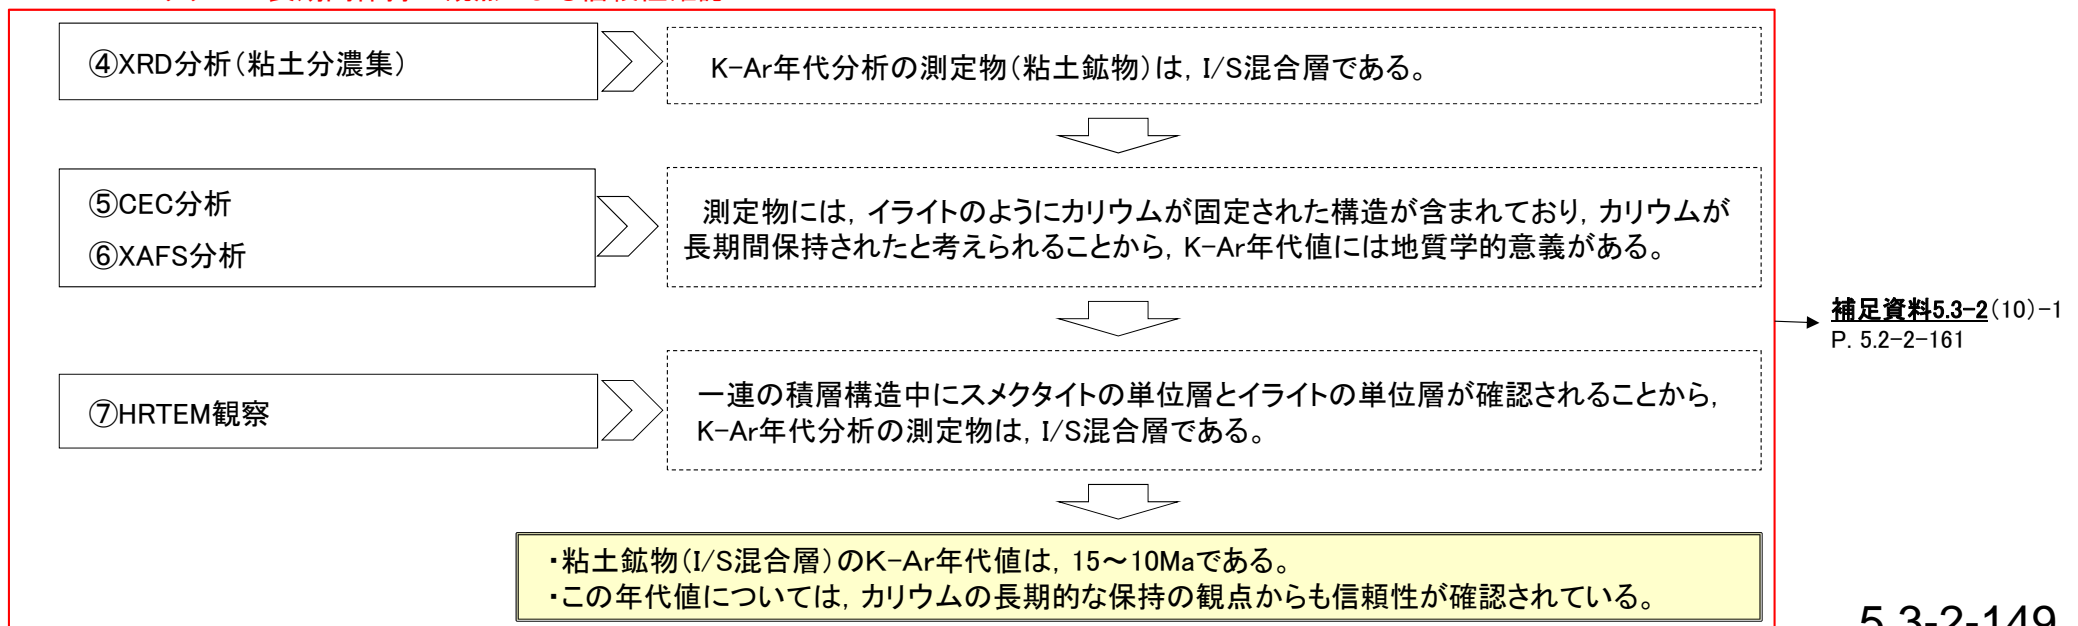 ④XRD分析(粘土分濃集)
K-Ar年代分析の測定物(粘土鉱物)は, I/S混合層である。
⑤CEC分析
⑥XAFS分析
測定物には, イライトのようにカリウムが固定された構造が含まれており, カリウムが
長期間保持されたと考えられることから, K-Ar年代値には地質学的意義がある。
補足資料5.3-2(10)-1
P. 5.2-2-161
⑦HRTEM観察
一連の積層構造中にスメクタイトの単位層とイライトの単位層が確認されることから,
K-Ar年代分析の測定物は, I/S混合層である。
・粘土鉱物(I/S混合層)のK-Ar年代値は, 15～10Maである。
・この年代値については, カリウムの長期的な保持の観点からも信頼性が確認されている。
5.3-2-149